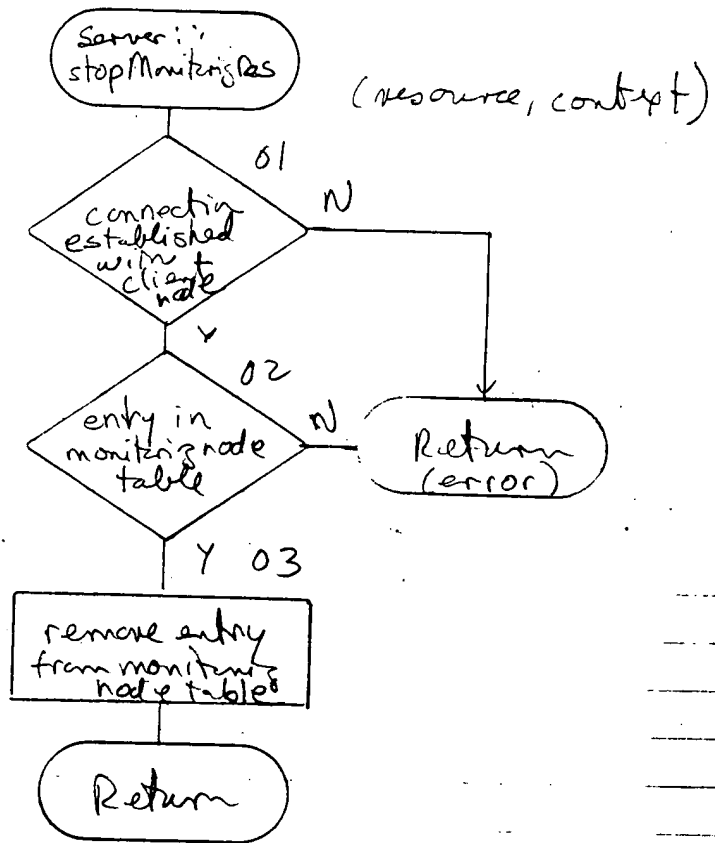 Server::
stopMonitoringRes
(resource, context)
01
connection
established
with
client
node
N
Y
02
entry in
monitoring node
table
N
Return
(error)
Y 03
remove entry
from monitoring
node table
Return